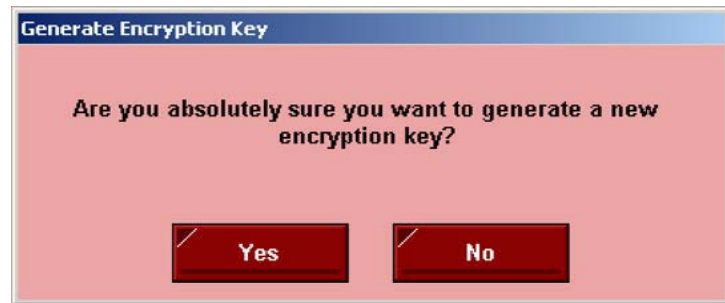 Generate Encryption Key
Are you absolutely sure you want to generate a new
encryption key?
Yes
No